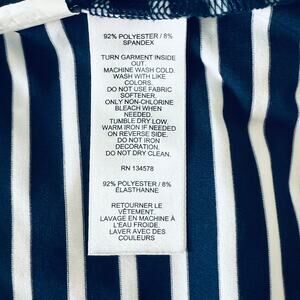 92% POLYESTER / 8%
SPANDEX
TURN GARMENT INSIDE
OUT.
MACHINE WASH COLD.
WASH WITH LIKE
COLORS.
DO NOT USE FABRIC
SOFTENER.
ONLY NON-CHLORINE
BLEACH WHEN
NEEDED.
TUMBLE DRY LOW.
WARM IRON IF NEEDED
ON REVERSE SIDE.
DO NOT IRON
DECORATION.
DO NOT DRY CLEAN.
RN 134578
92% POLYESTER / 8%
ÉLASTHANNE
RETOURNER LE
VÊTEMENT.
LAVAGE EN MACHINE À
L'EAU FROIDE.
LAVER AVEC DES
COULEURS